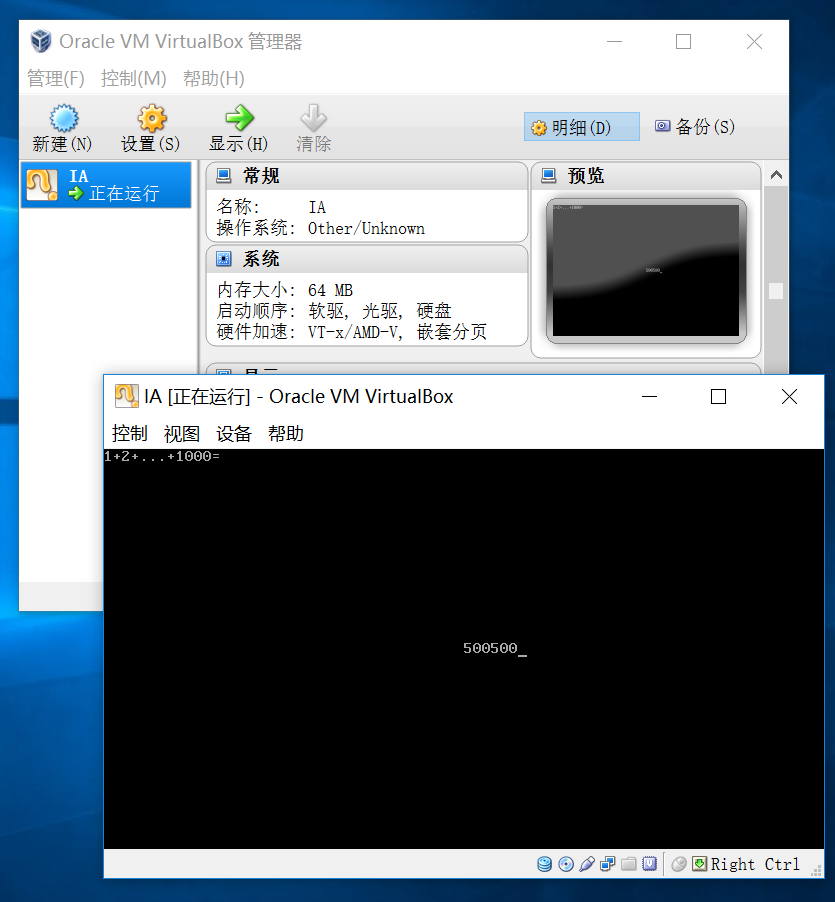 Oracle VM VirtualBox 管理器
管理(F) 控制(M) 帮助(H)
新建(N) 设置(S) 显示(H) 清除 明细(D) 备份(S)
IA
正在运行
常规
名称: IA
操作系统: Other/Unknown
系统
内存大小: 64 MB
启动顺序: 软驱, 光驱, 硬盘
硬件加速: VT-x/AMD-V, 嵌套分页
预览
1+2+...+1000=
500500_
IA [正在运行] - Oracle VM VirtualBox
控制 视图 设备 帮助
1+2+...+1000=
500500_
Right Ctrl